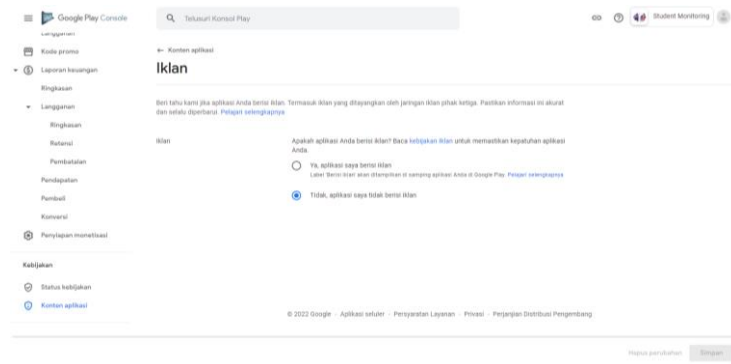 Google Play Console
Telusuri Konsol Play
Student Monitoring
Langganan
Kode promo
Laporan keuangan
Ringkasan
Langganan
Ringkasan
Retensi
Pembatalan
Pendapatan
Pembeli
Konversi
Penyiapan monetisasi
Kebijakan
Status kebijakan
Konten aplikasi
← Konten aplikasi
Iklan
Beri tahu kami jika aplikasi Anda berisi iklan. Termasuk iklan yang ditayangkan oleh jaringan iklan pihak ketiga. Pastikan informasi ini akurat
dan selalu diperbarui. Pelajari selengkapnya
Iklan
Apakah aplikasi Anda berisi iklan? Baca kebijakan Iklan untuk memastikan kepatuhan aplikasi
Anda.
Ya, aplikasi saya berisi iklan
Label 'Berisi iklan' akan ditampilkan di samping aplikasi Anda di Google Play. Pelajari selengkapnya
Tidak, aplikasi saya tidak berisi iklan
© 2022 Google · Aplikasi seluler · Persyaratan Layanan · Privasi · Perjanjian Distribusi Pengembang
Hapus perubahan
Simpan